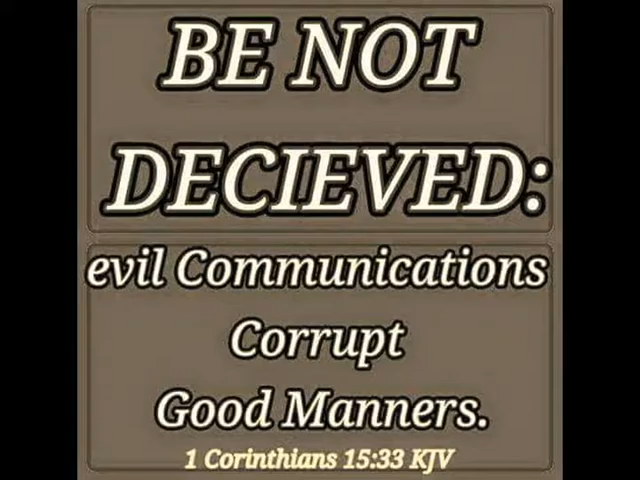 BE NOT
DECIEVED:
evil Communications
Corrupt
Good Manners.
1 Corinthians 15:33 KJV